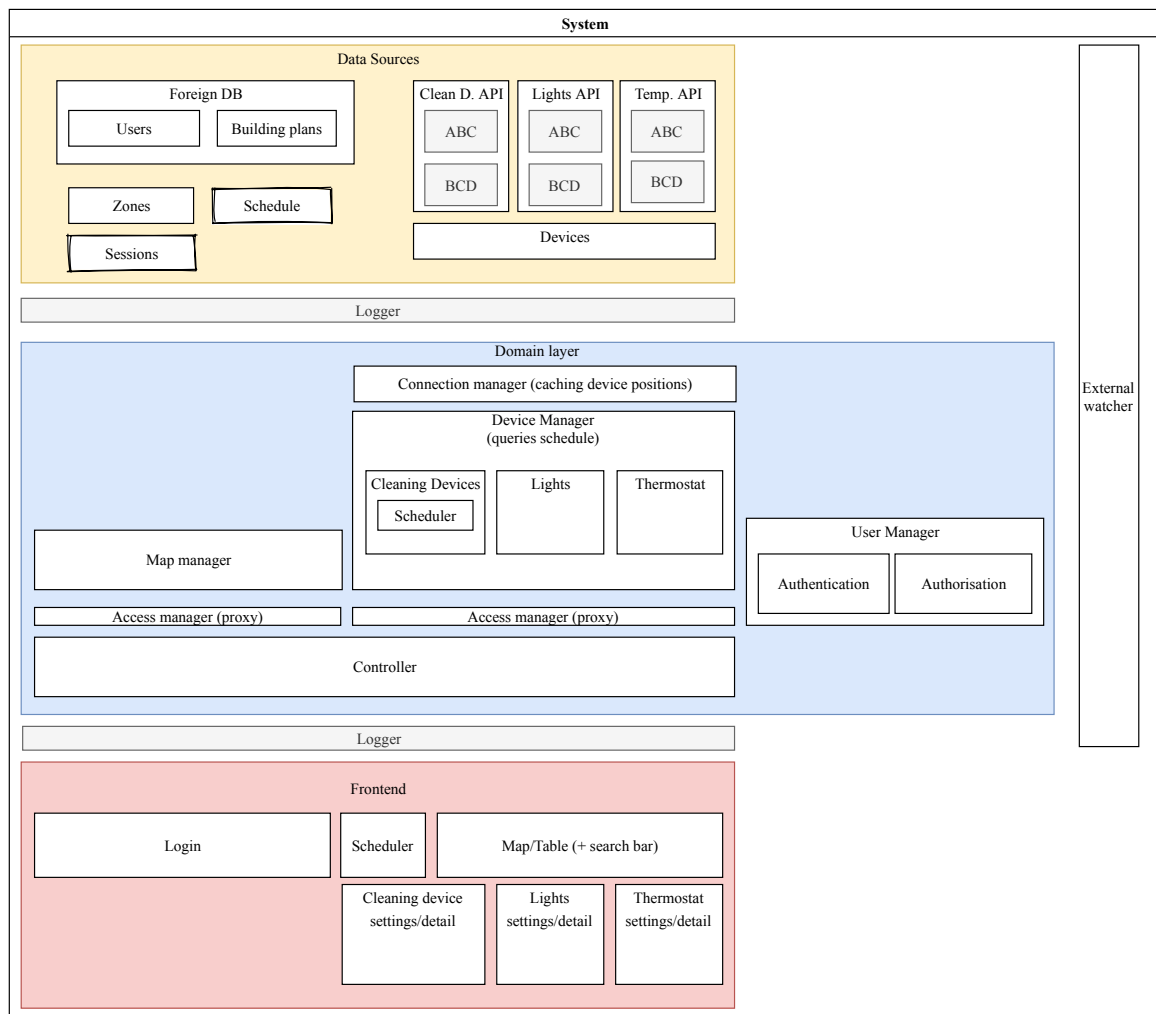 System
Data Sources
Foreign DB
Users
Building plans
Clean D. API
Lights API
Temp. API
ABC
ABC
ABC
BCD
BCD
BCD
Zones
Schedule
Sessions
Devices
Logger
Domain layer
Connection manager (caching device positions)
Device Manager
(queries schedule)
Cleaning Devices
Scheduler
Lights
Thermostat
Map manager
User Manager
Authentication
Authorisation
Access manager (proxy)
Access manager (proxy)
Controller
External
watcher
Logger
Frontend
Login
Scheduler
Map/Table (+ search bar)
Cleaning device
settings/detail
Lights
settings/detail
Thermostat
settings/detail